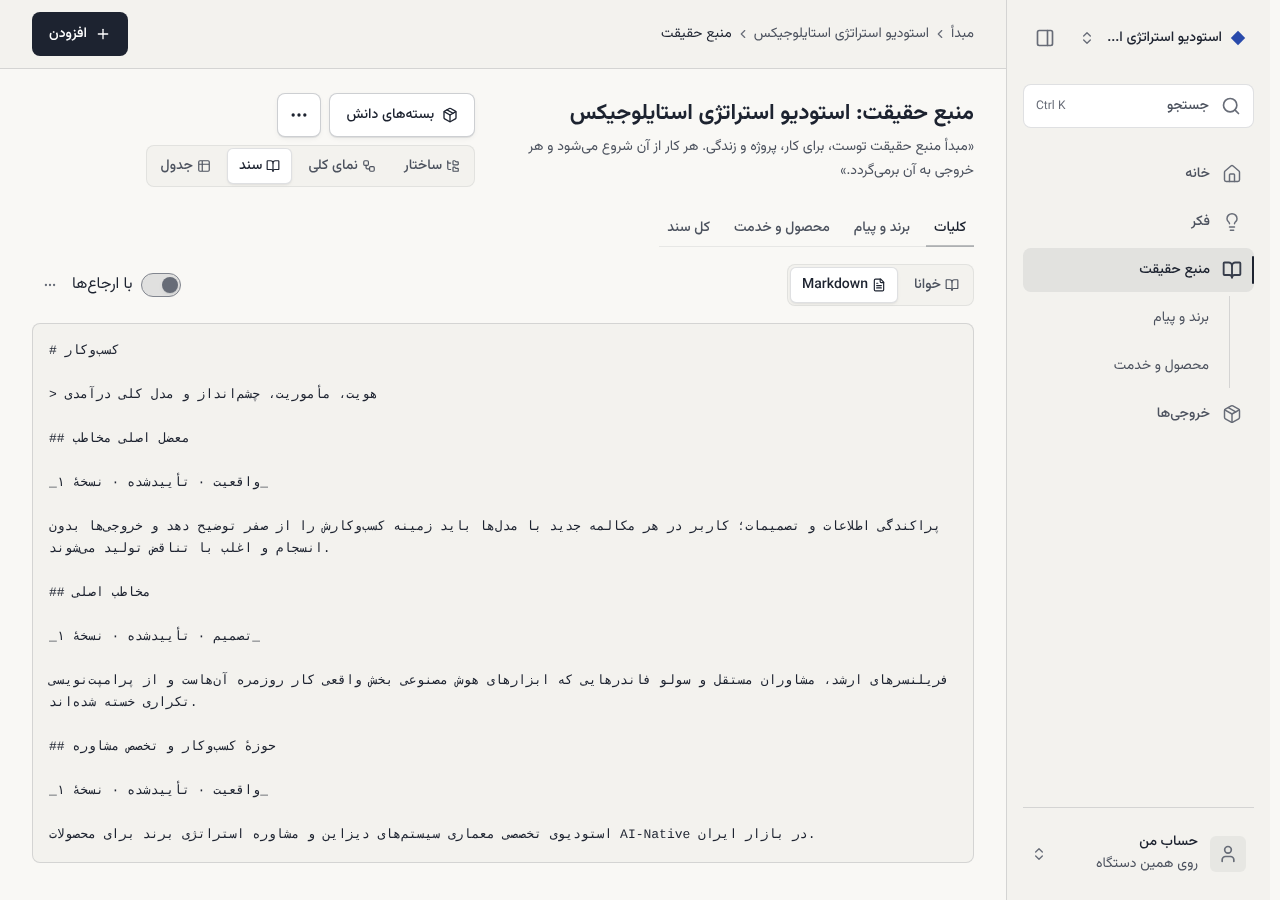 استودیو استراتژی ا...
جستجو
Ctrl K
خانه
فکر
منبع حقیقت
برند و پیام
محصول و خدمت
خروجی‌ها
حساب من
روی همین دستگاه
مبدأ › استودیو استراتژی استایلوجیکس › منبع حقیقت
+ افزودن
منبع حقیقت: استودیو استراتژی استایلوجیکس
«مبدأ منبع حقیقت توست، برای کار، پروژه و زندگی. هر کار از آن شروع می‌شود و هر
خروجی به آن برمی‌گردد.»
بسته‌های دانش
ساختار
نمای کلی
سند
جدول
کلیات
برند و پیام
محصول و خدمت
کل سند
خوانا
Markdown
با ارجاع‌ها
# کسب‌وکار
> هویت، مأموریت، چشم‌انداز و مدل کلی درآمدی
## معضل اصلی مخاطب
_واقعیت · تأییدشده · نسخهٔ ۱_
پراکندگی اطلاعات و تصمیمات؛ کاربر در هر مکالمه جدید با مدل‌ها باید زمینه کسب‌وکارش را از صفر توضیح دهد و خروجی‌ها بدون
انسجام و اغلب با تناقض تولید می‌شوند.
## مخاطب اصلی
_تصمیم · تأییدشده · نسخهٔ ۱_
فریلنسرهای ارشد، مشاوران مستقل و سولو فاندرهایی که ابزارهای هوش مصنوعی بخش واقعی کار روزمره آن‌هاست و از پرامپت‌نویسی
تکراری خسته شده‌اند.
## حوزهٔ کسب‌وکار و تخصص مشاوره
_واقعیت · تأییدشده · نسخهٔ ۱_
استودیوی تخصصی معماری سیستم‌های دیزاین و مشاوره استراتژی برند برای محصولات AI-Native در بازار ایران.